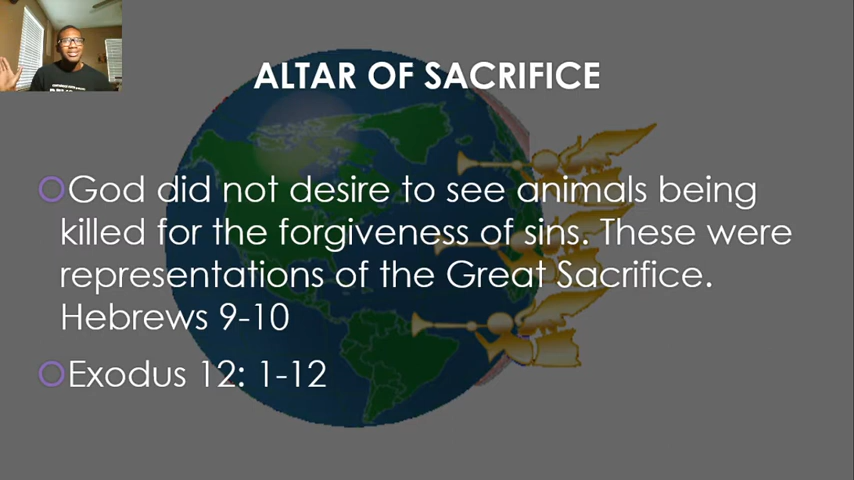 ALTAR OF SACRIFICE
God did not desire to see animals being
killed for the forgiveness of sins. These were
representations of the Great Sacrifice.
Hebrews 9-10
Exodus 12: 1-12